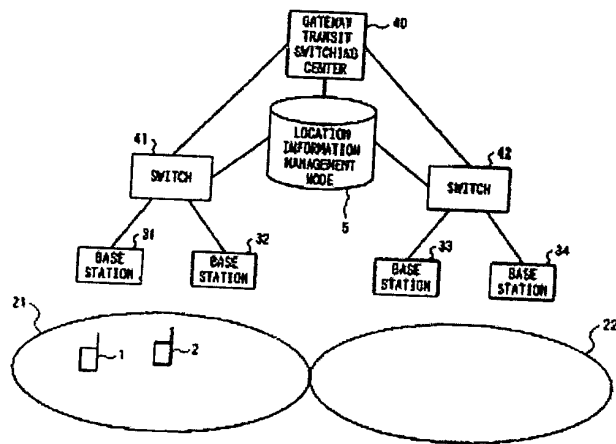 40
GATEWAY
TRANSIT
SWITCHING
CENTER
41
SWITCH
LOCATION
INFORMATION
MANAGEMENT
NODE
5
42
SWITCH
31
BASE
STATION
32
BASE
STATION
33
BASE
STATION
34
BASE
STATION
21
1
2
22